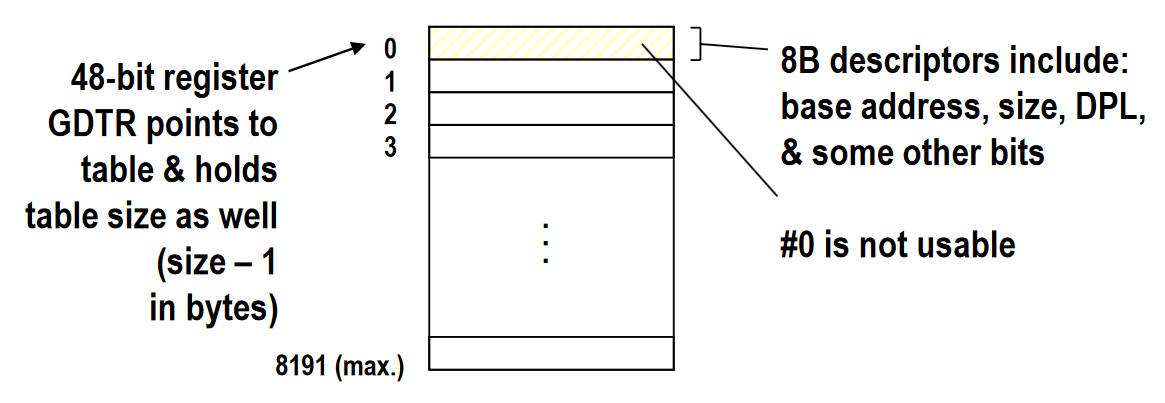 48-bit register
GDTR points to
table & holds
table size as well
(size – 1
in bytes)
0
1
2
3
8191 (max.)
8B descriptors include:
base address, size, DPL,
& some other bits
#0 is not usable